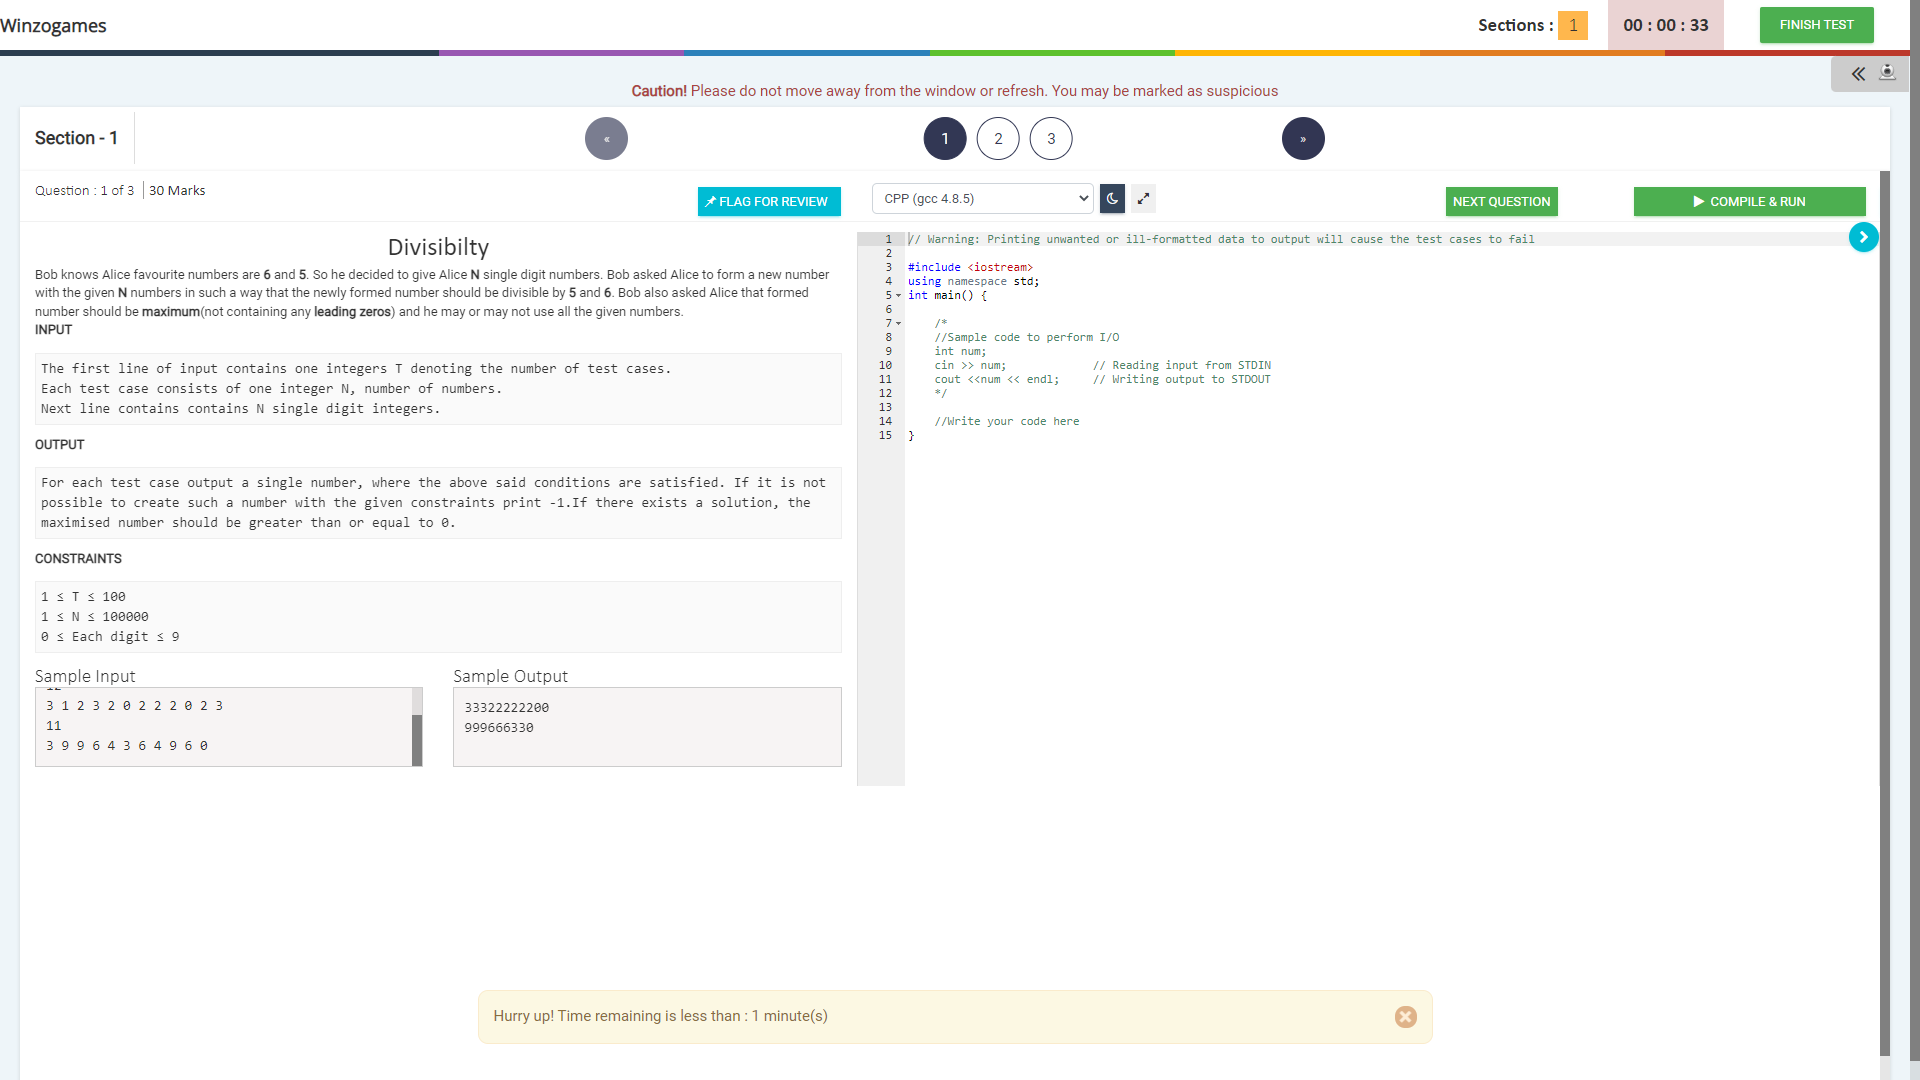 Winzogames
Sections : 1
00 : 00 : 33
FINISH TEST
Caution! Please do not move away from the window or refresh. You may be marked as suspicious
Section - 1
«
1
2
3
»
Question : 1 of 3
30 Marks
FLAG FOR REVIEW
CPP (gcc 4.8.5)
NEXT QUESTION
COMPILE & RUN
Divisibilty
Bob knows Alice favourite numbers are 6 and 5. So he decided to give Alice N single digit numbers. Bob asked Alice to form a new number
with the given N numbers in such a way that the newly formed number should be divisible by 5 and 6. Bob also asked Alice that formed
number should be maximum(not containing any leading zeros) and he may or may not use all the given numbers.
INPUT
The first line of input contains one integers T denoting the number of test cases.
Each test case consists of one integer N, number of numbers.
Next line contains contains N single digit integers.
OUTPUT
For each test case output a single number, where the above said conditions are satisfied. If it is not
possible to create such a number with the given constraints print -1.If there exists a solution, the
maximised number should be greater than or equal to 0.
CONSTRAINTS
1 ≤ T ≤ 100
1 ≤ N ≤ 100000
0 ≤ Each digit ≤ 9
Sample Input
3 1 2 3 2 0 2 2 2 0 2 3
11
3 9 9 6 4 3 6 4 9 6 0
Sample Output
33322222200
999666330
1 // Warning: Printing unwanted or ill-formatted data to output will cause the test cases to fail
2
3 #include <iostream>
4 using namespace std;
5 int main() {
6
7 /*
8 //Sample code to perform I/O
9 int num;
10 cin >> num; // Reading input from STDIN
11 cout <<num << endl; // Writing output to STDOUT
12 */
13
14 //Write your code here
15 }
Hurry up! Time remaining is less than : 1 minute(s)